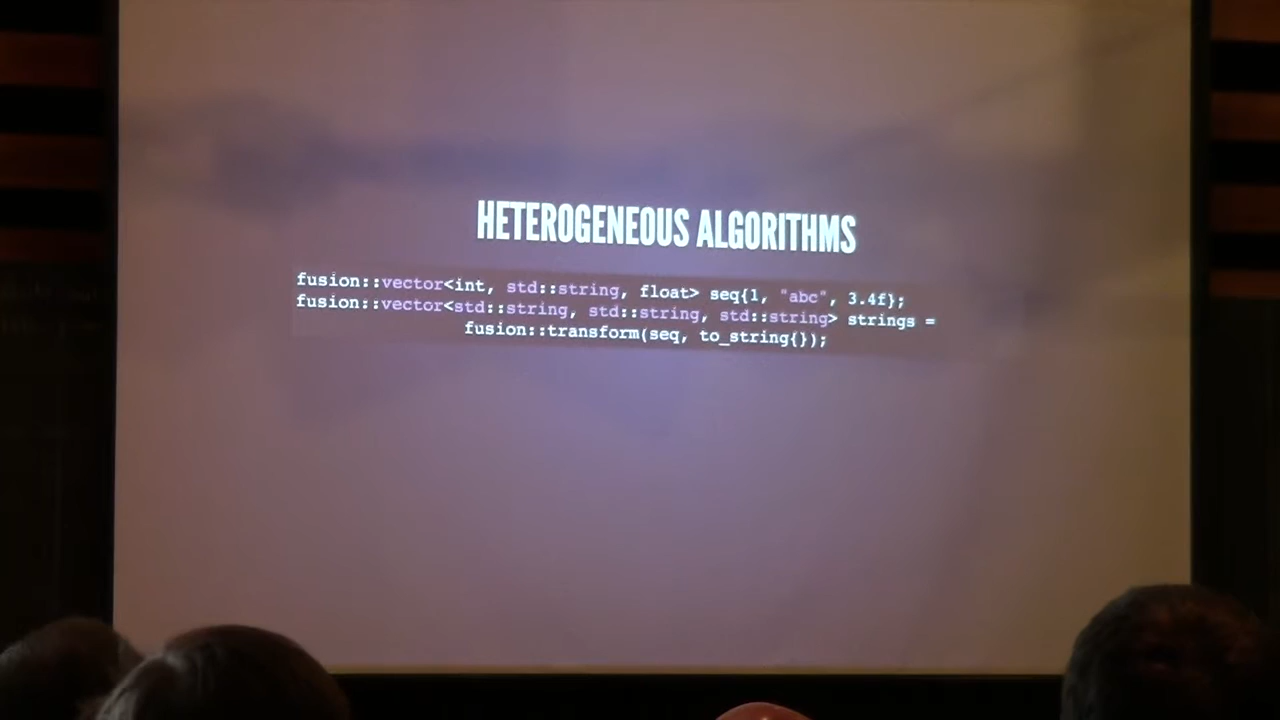 HETEROGENEOUS ALGORITHMS
fusion::vector<int, std::string, float> seq{1, "abc", 3.4f};
fusion::vector<std::string, std::string, std::string> strings =
fusion::transform(seq, to_string{});